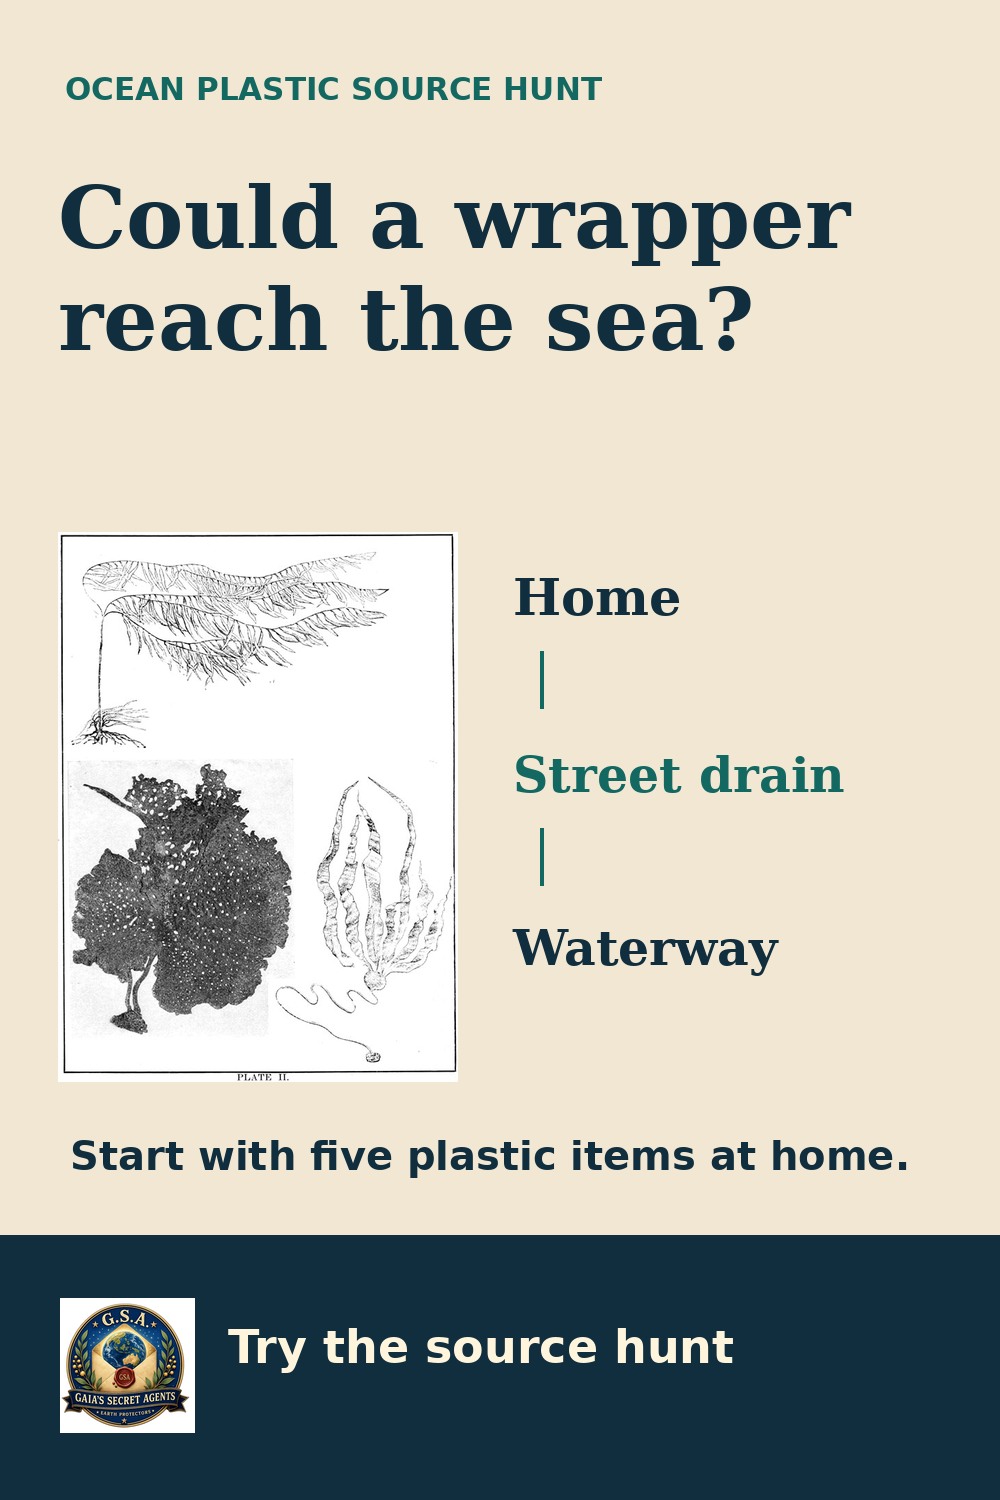 OCEAN PLASTIC SOURCE HUNT
Could a wrapper
reach the sea?
Home
Street drain
Waterway
PLATE II.
Start with five plastic items at home.
G.S.A.
GSA
GAIA'S SECRET AGENTS
• EARTH PROTECTORS •
Try the source hunt